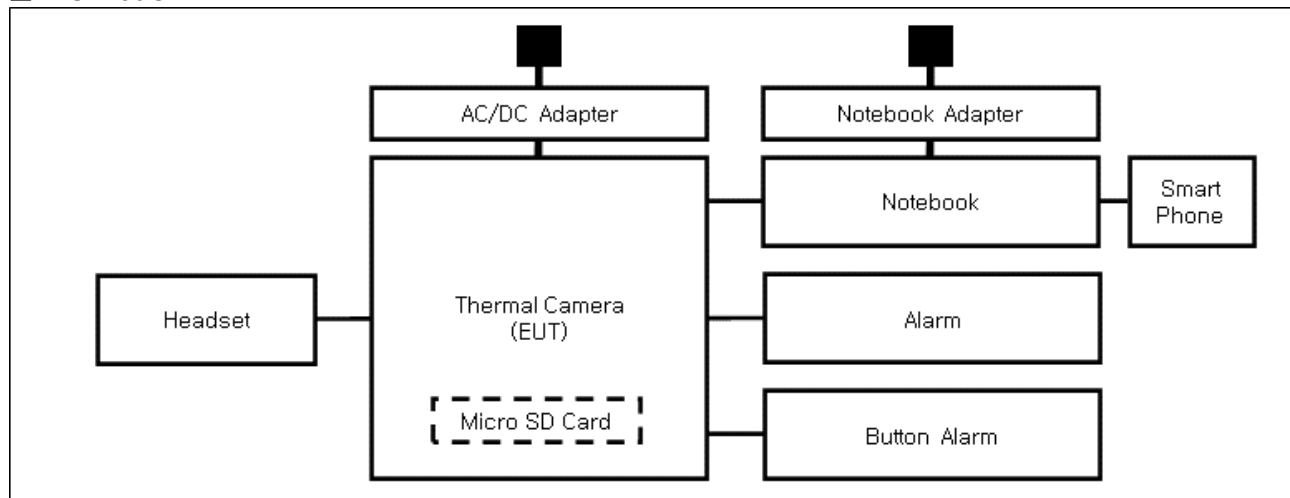 AC/DC Adapter
Notebook Adapter
Notebook
Smart
Phone
Headset
Thermal Camera
(EUT)
Alarm
Micro SD Card
Button Alarm